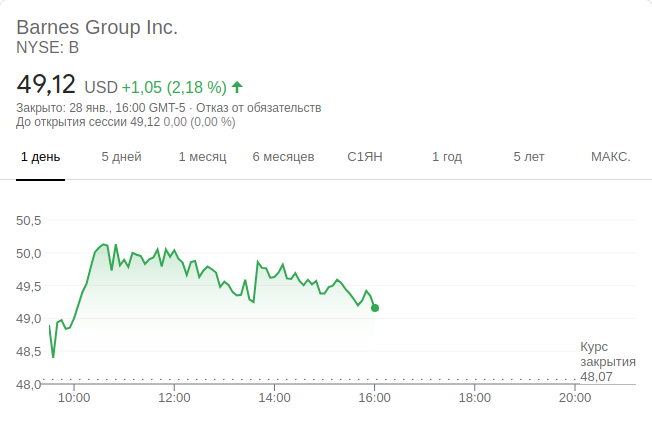 Barnes Group Inc.
NYSE: B
49,12 USD +1,05 (2,18 %)
Закрыто: 28 янв., 16:00 GMT-5 · Отказ от обязательств
До открытия сессии 49,12 0,00 (0,00 %)
1 день 5 дней 1 месяц 6 месяцев С1ЯН 1 год 5 лет МАКС.
50,5
50,0
49,5
49,0
48,5
48,0
Курс
закрытия
48,07
10:00 12:00 14:00 16:00 18:00 20:00